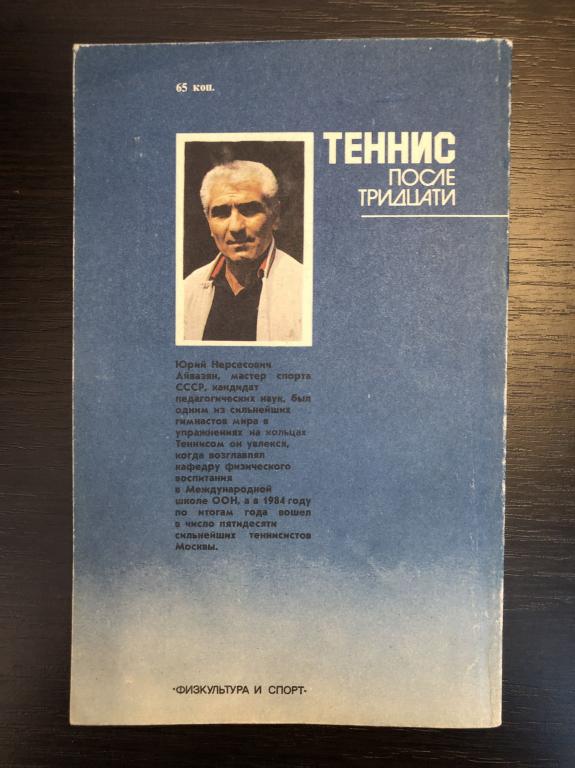 65 коп.
ТЕННИС
ПОСЛЕ
ТРИДЦАТИ
Юрий Нерсесович
Айвазян, мастер спорта
СССР, кандидат
педагогических наук, был
одним из сильнейших
гимнастов мира в
упражнениях на кольцах
Теннисом он увлекся,
когда возглавлял
кафедру физического
воспитания
в Международной
школе ООН, а в 1984 году
по итогам года вошел
в число пятидесяти
сильнейших теннисистов
Москвы.
«ФИЗКУЛЬТУРА И СПОРТ»